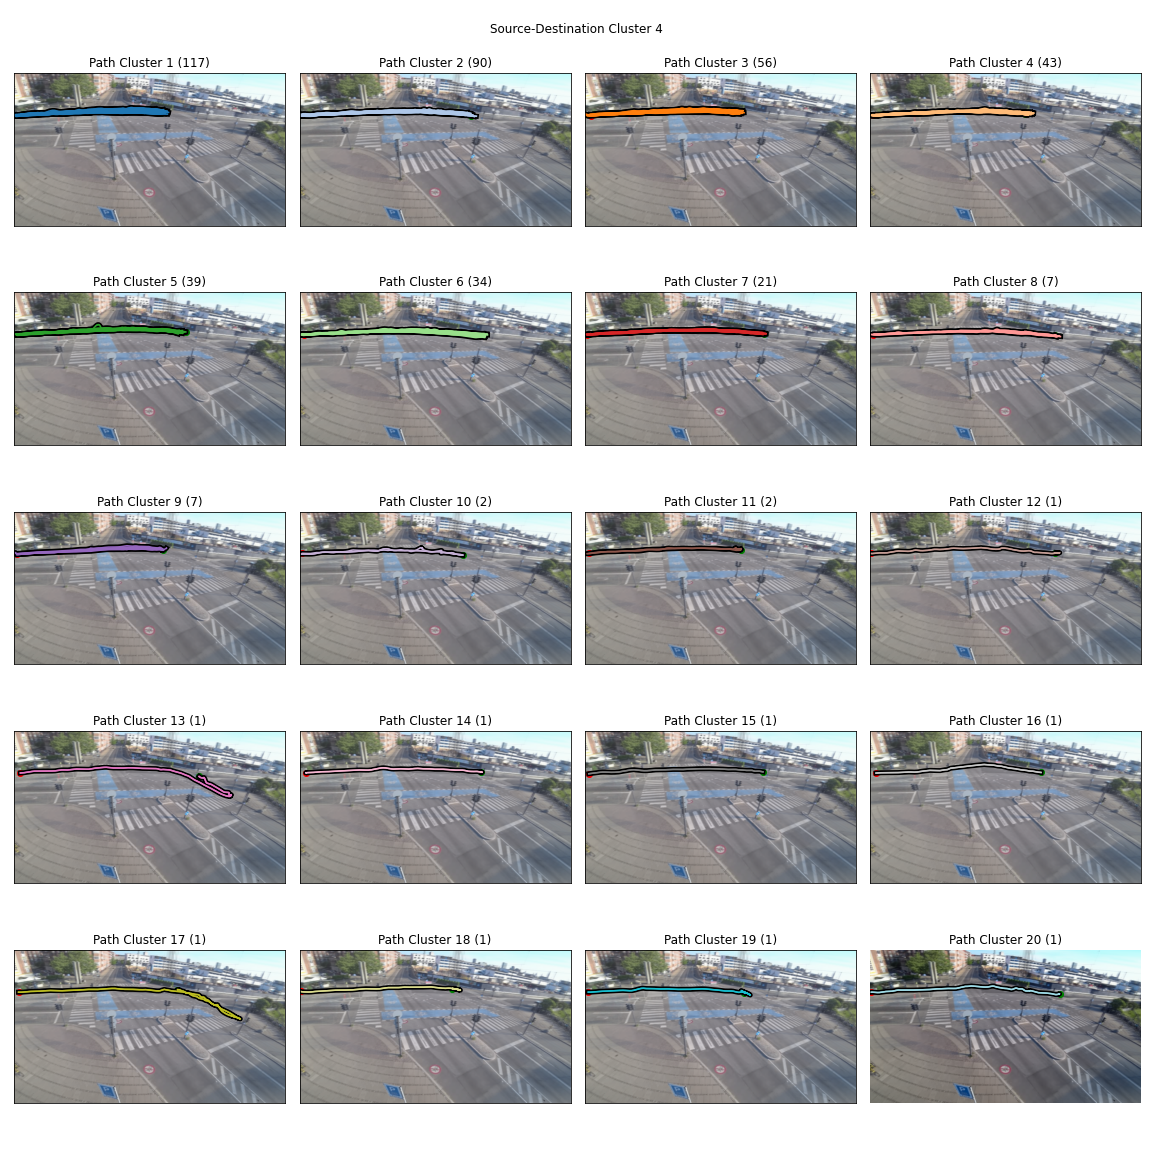 Source-Destination Cluster 4
Path Cluster 1 (117)
Path Cluster 2 (90)
Path Cluster 3 (56)
Path Cluster 4 (43)
Path Cluster 5 (39)
Path Cluster 6 (34)
Path Cluster 7 (21)
Path Cluster 8 (7)
Path Cluster 9 (7)
Path Cluster 10 (2)
Path Cluster 11 (2)
Path Cluster 12 (1)
Path Cluster 13 (1)
Path Cluster 14 (1)
Path Cluster 15 (1)
Path Cluster 16 (1)
Path Cluster 17 (1)
Path Cluster 18 (1)
Path Cluster 19 (1)
Path Cluster 20 (1)